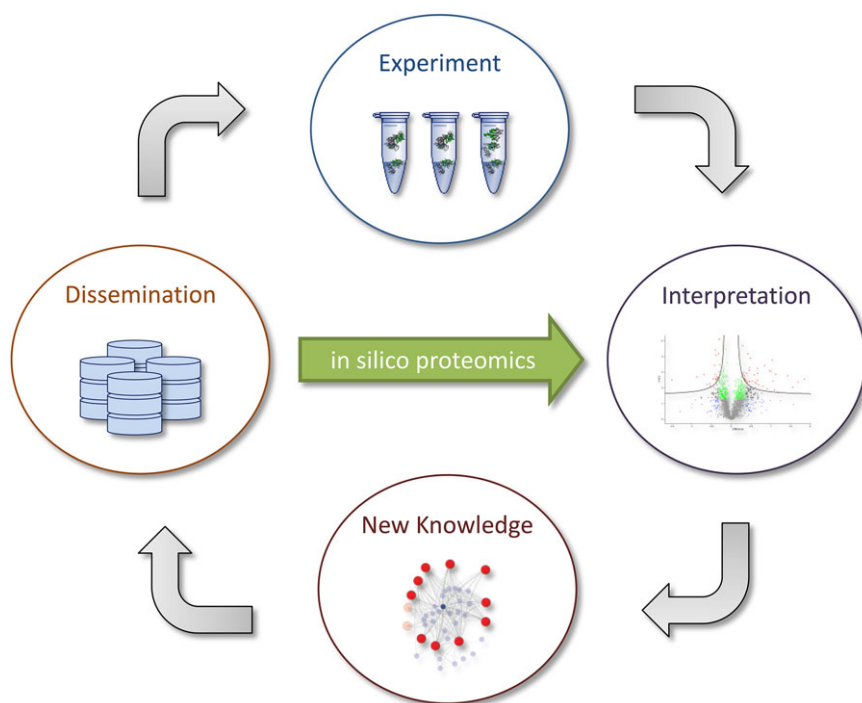 Experiment
Dissemination
in silico proteomics
Interpretation
New Knowledge